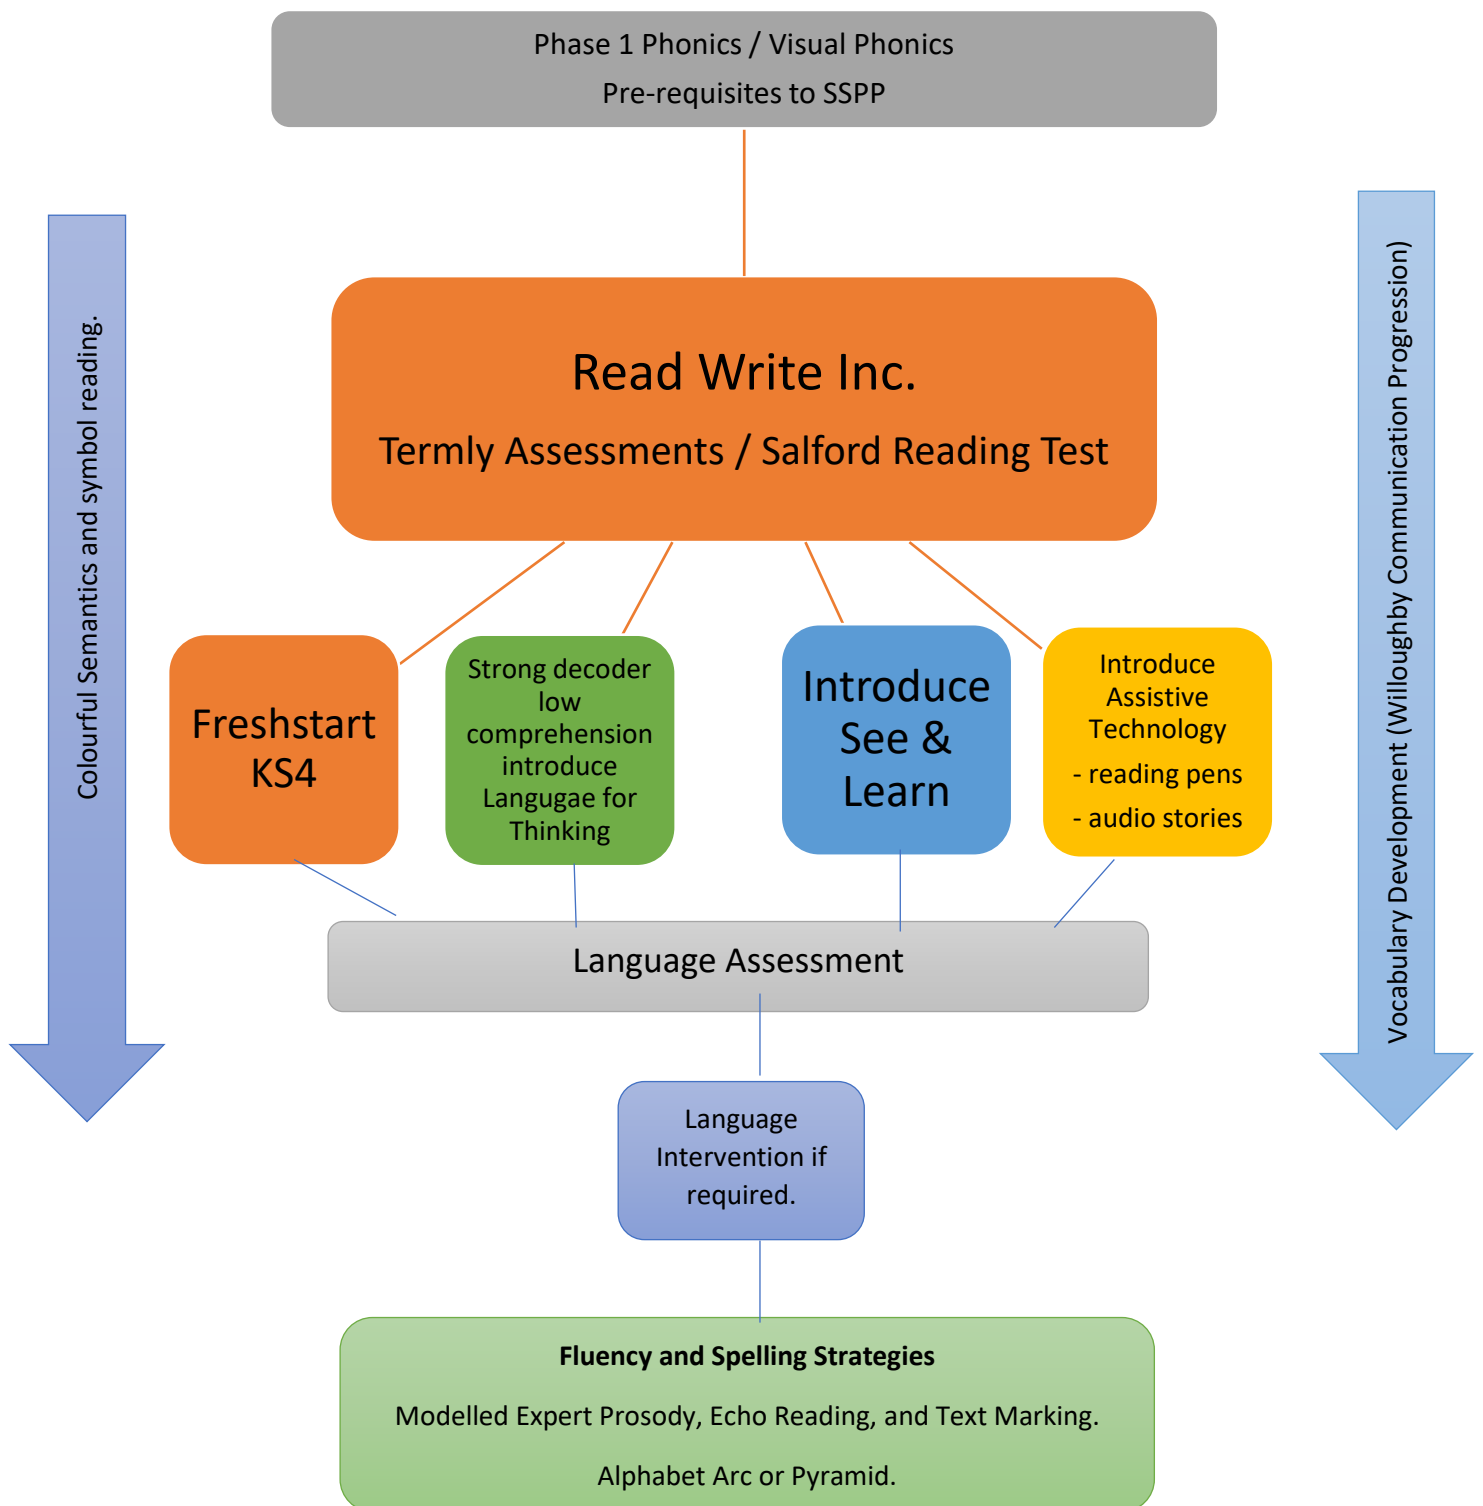 Phase 1 Phonics / Visual Phonics
Pre-requisites to SSPP
Colourful Semantics and symbol reading.
Vocabulary Development (Willoughby Communication Progression)
Read Write Inc.
Termly Assessments / Salford Reading Test
Freshstart
KS4
Strong decoder
low
comprehension
introduce
Langugae for
Thinking
Introduce
See &
Learn
Introduce
Assistive
Technology
- reading pens
- audio stories
Language Assessment
Language
Intervention if
required.
Fluency and Spelling Strategies
Modelled Expert Prosody, Echo Reading, and Text Marking.
Alphabet Arc or Pyramid.